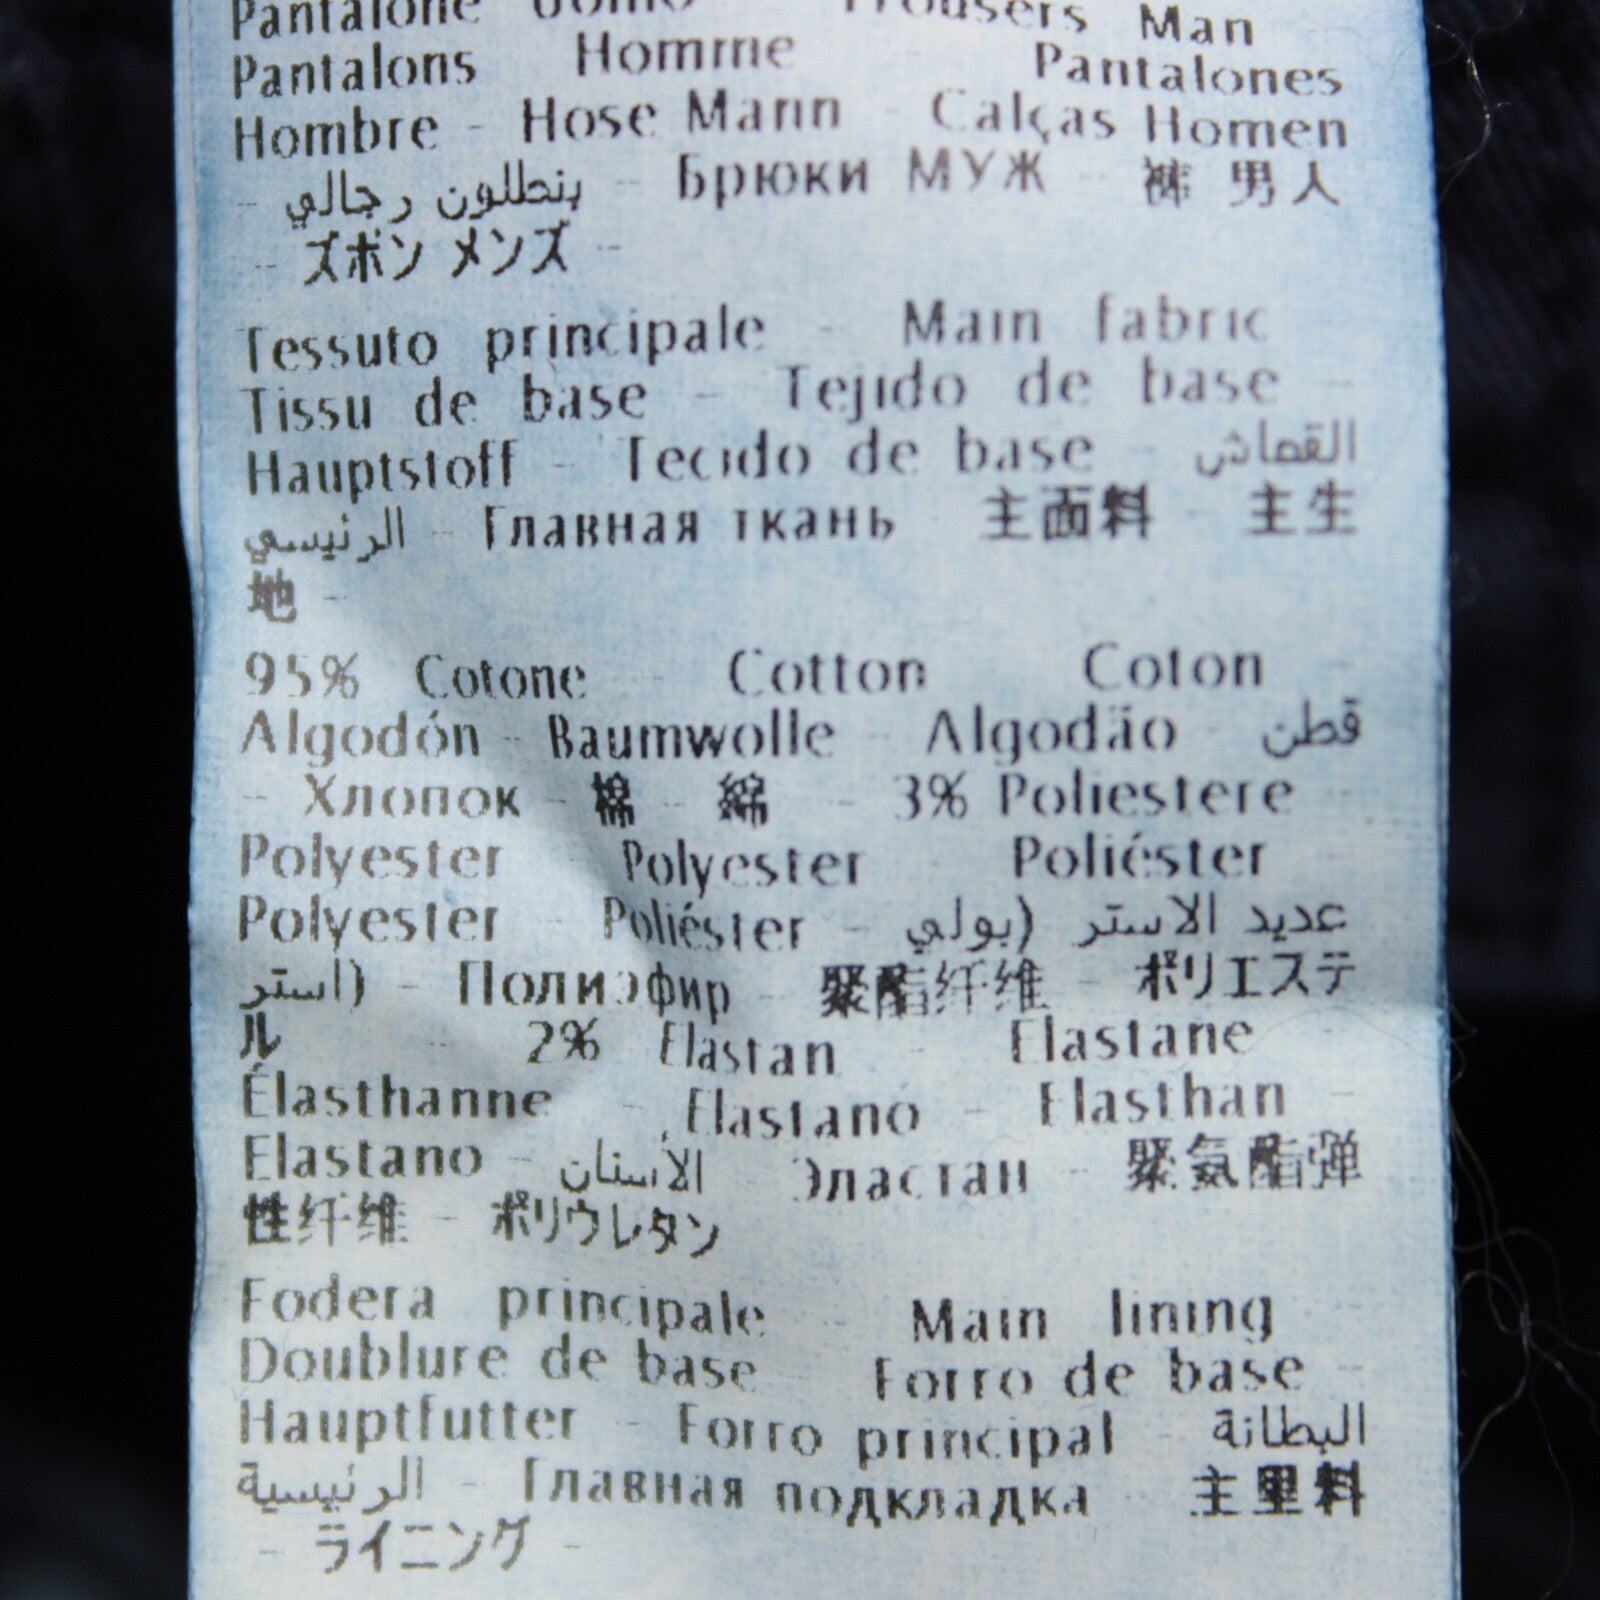 Pantalone Uomo - Trousers Man
Pantalons Homme - Pantalones
Hombre - Hose Mann - Calças Homen
- بنطلون رجالي - Брюки МУЖ - 裤 男人
- ズボン メンズ -
Tessuto principale - Main fabric -
Tissu de base - Tejido de base -
Hauptstoff - Tecido de base - القماش
الرئيسي - Главная ткань - 主面料 - 主生
地 -
95% Cotone - Cotton - Coton -
Algodón - Baumwolle - Algodão - قطن
- Хлопок - 棉 - 綿 - 3% Poliestere -
Polyester - Polyester - Poliéster -
Polyester - Poliéster - عديد الاستر (بولي
استر) - Полиэфир - 聚酯纤维 - ポリエステ
ル - 2% Elastan - Elastane -
Élasthanne - Elastano - Elasthan -
Elastano - الاستان - Эластан - 聚氨酯弹
性纤维 - ポリウレタン
Fodera principale - Main lining -
Doublure de base - Forro de base -
Hauptfutter - Forro principal - البطانة
الرئيسية - Главная подкладка - 主里料
- ライニング -